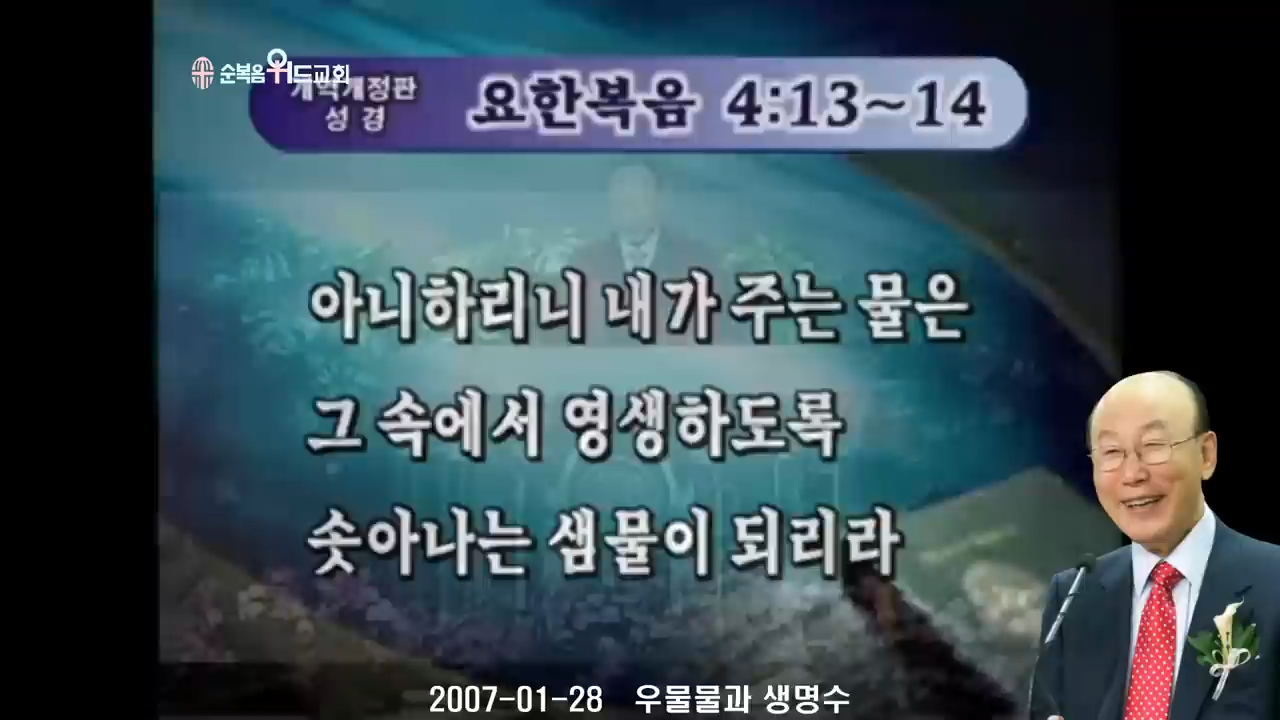 순복음위드교회
개역개정판
성경
요한복음 4:13~14
아니하리니 내가 주는 물은
그 속에서 영생하도록
솟아나는 샘물이 되리라
2007-01-28 우물물과 생명수